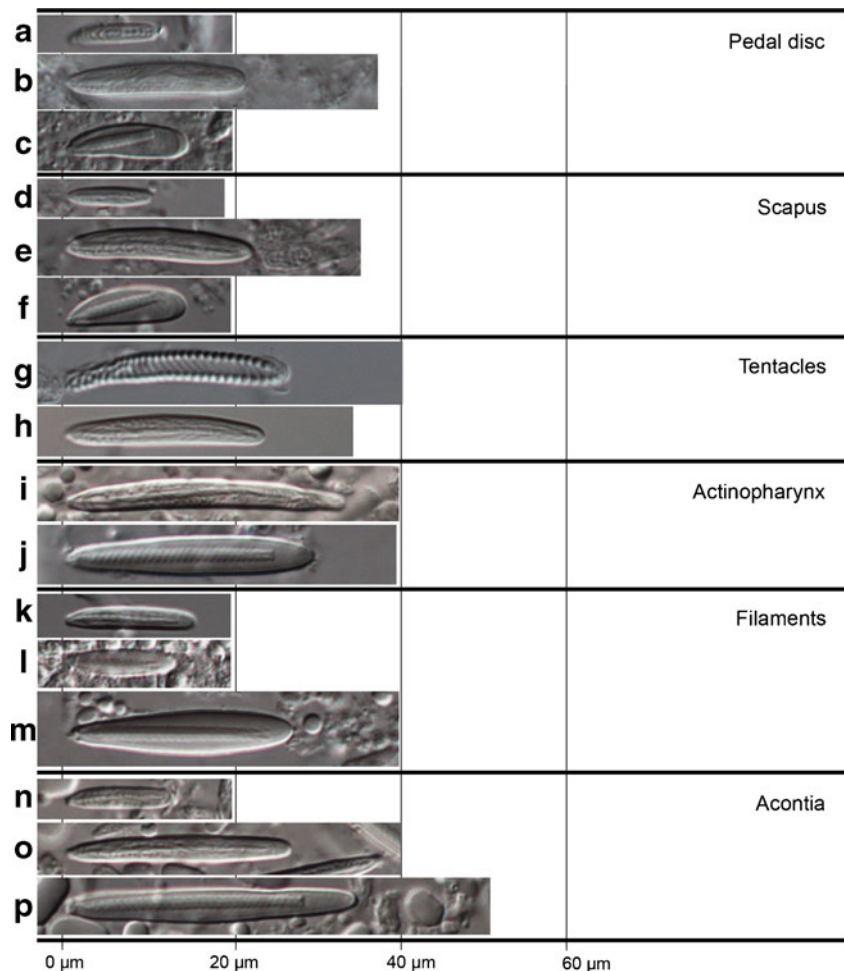 a
Pedal disc
b
c
d
Scapus
e
f
g
Tentacles
h
i
Actinopharynx
j
k
Filaments
l
m
n
Acontia
o
p
0 µm 20 µm 40 µm 60 µm